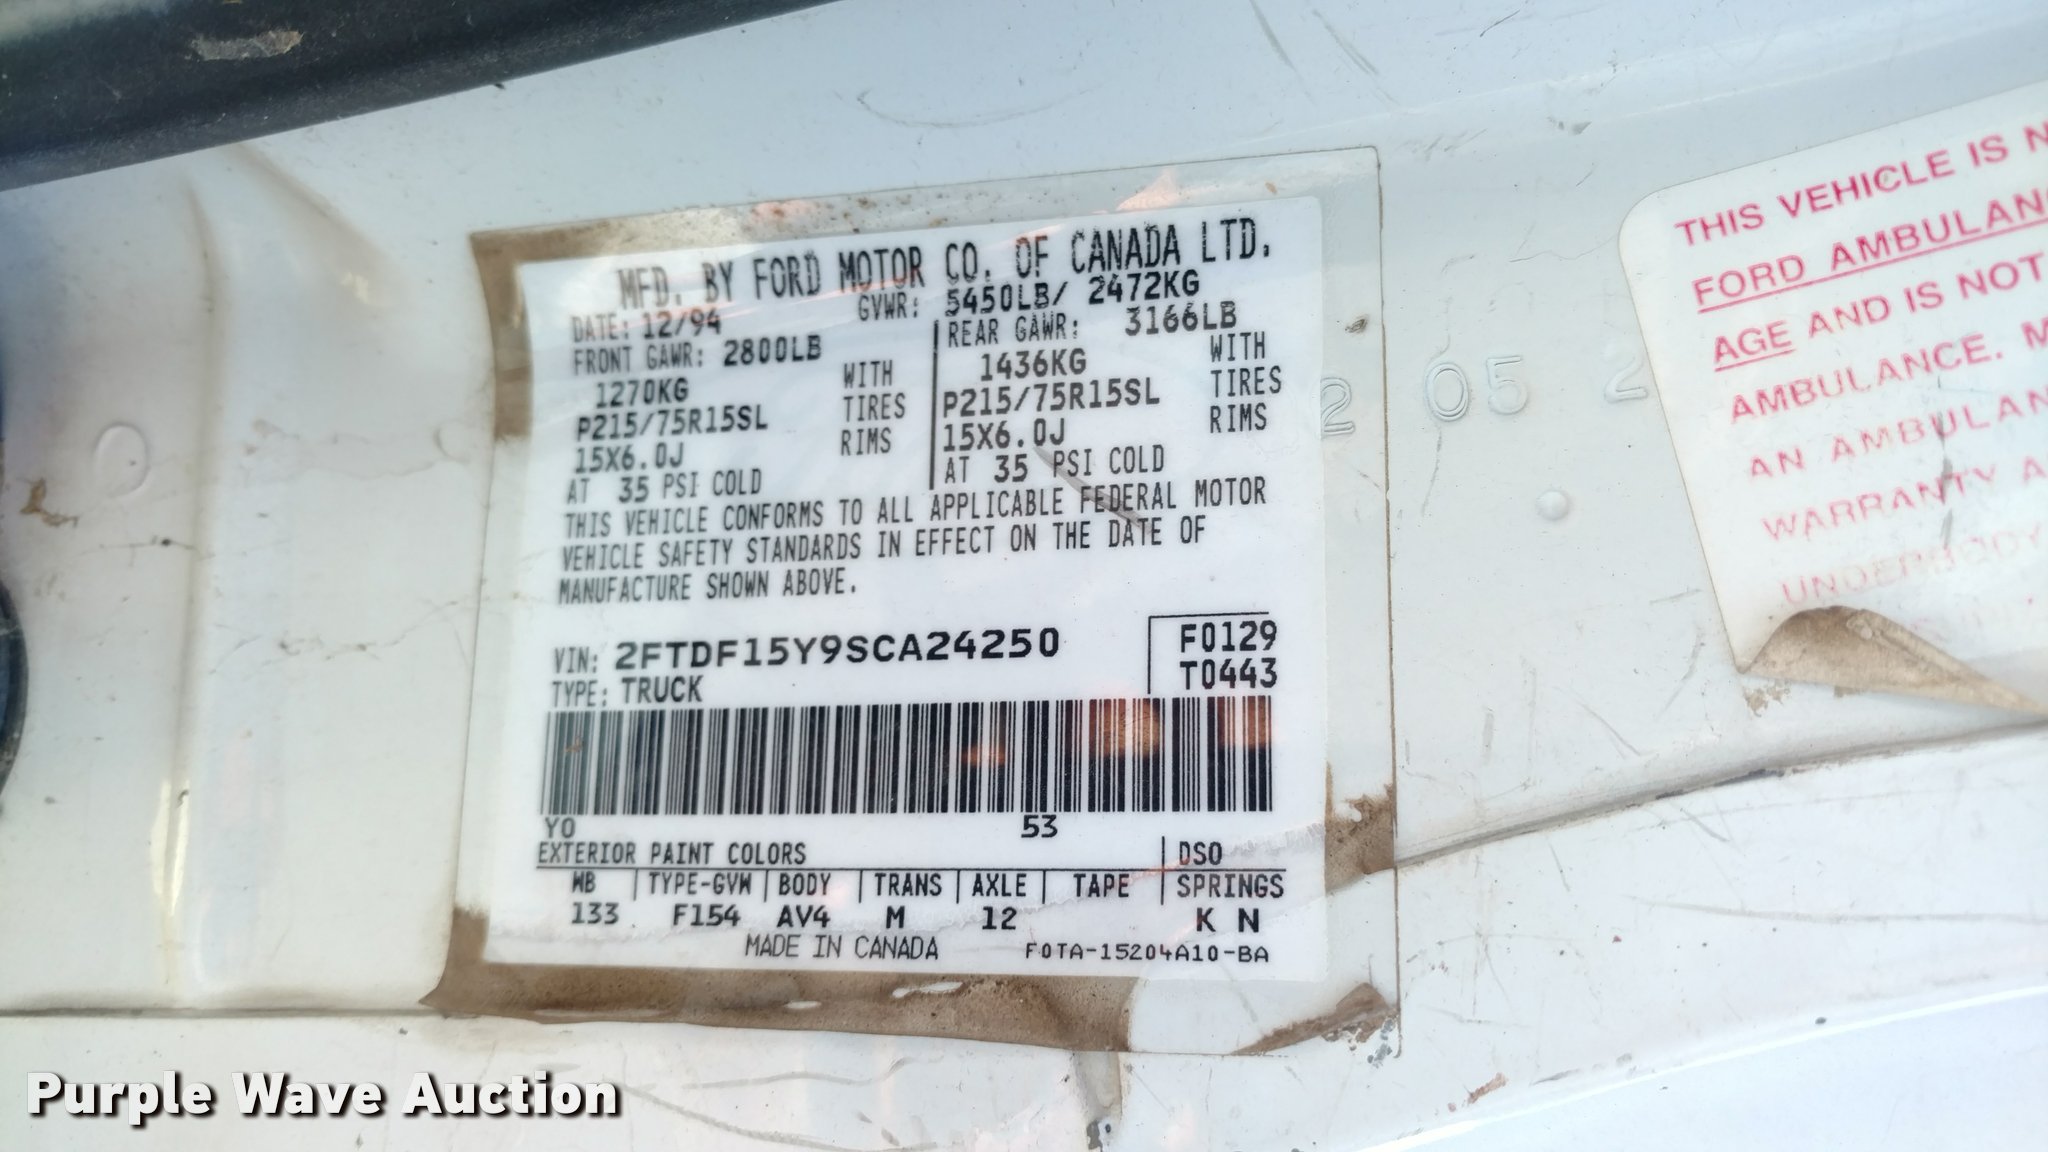 MFD. BY FORD MOTOR CO. OF CANADA LTD.
DATE: 12/94 GVWR: 5450LB/ 2472KG
FRONT GAWR: 2800LB
1270KG WITH
P215/75R15SL TIRES
15X6.0J RIMS
AT 35 PSI COLD
REAR GAWR: 3166LB
1436KG WITH
P215/75R15SL TIRES
15X6.0J RIMS
AT 35 PSI COLD
THIS VEHICLE CONFORMS TO ALL APPLICABLE FEDERAL MOTOR
VEHICLE SAFETY STANDARDS IN EFFECT ON THE DATE OF
MANUFACTURE SHOWN ABOVE.
VIN: 2FTDF15Y9SCA24250 F0129
TYPE: TRUCK T0443
YO 53
EXTERIOR PAINT COLORS DSO
WB TYPE-GVW BODY TRANS AXLE TAPE SPRINGS
133 F154 AV4 M 12 K N
MADE IN CANADA F0TA-15204A10-BA
2 05 2
THIS VEHICLE IS
FORD
AGE AND IS NOT
AMBULANCE.
AN
WARRANTY
Purple Wave Auction